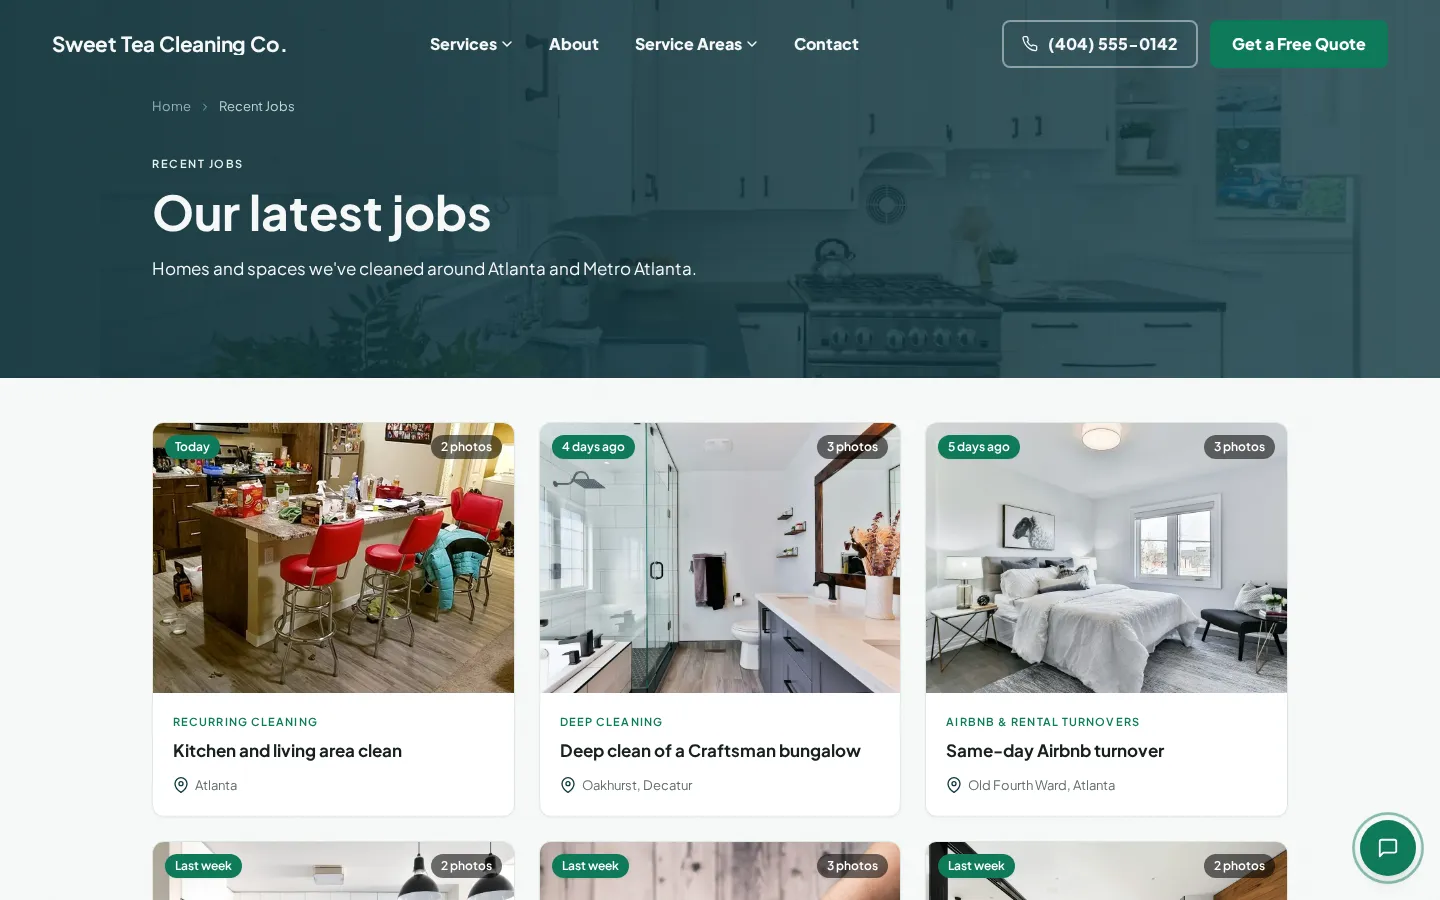 Sweet Tea Cleaning Co.
Services
About
Service Areas
Contact
(404) 555-0142
Get a Free Quote
Home
Recent Jobs
RECENT JOBS
Our latest jobs
Homes and spaces we've cleaned around Atlanta and Metro Atlanta.
Today
2 photos
4 days ago
3 photos
5 days ago
3 photos
RECURRING CLEANING
Kitchen and living area clean
Atlanta
DEEP CLEANING
Deep clean of a Craftsman bungalow
Oakhurst, Decatur
AIRBNB & RENTAL TURNOVERS
Same-day Airbnb turnover
Old Fourth Ward, Atlanta
Last week
2 photos
Last week
3 photos
Last week
2 photos